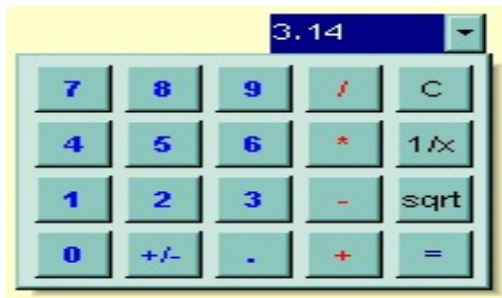 3.14
7 8 9 / C
4 5 6 * 1/x
1 2 3 - sqrt
0 +/- . + =